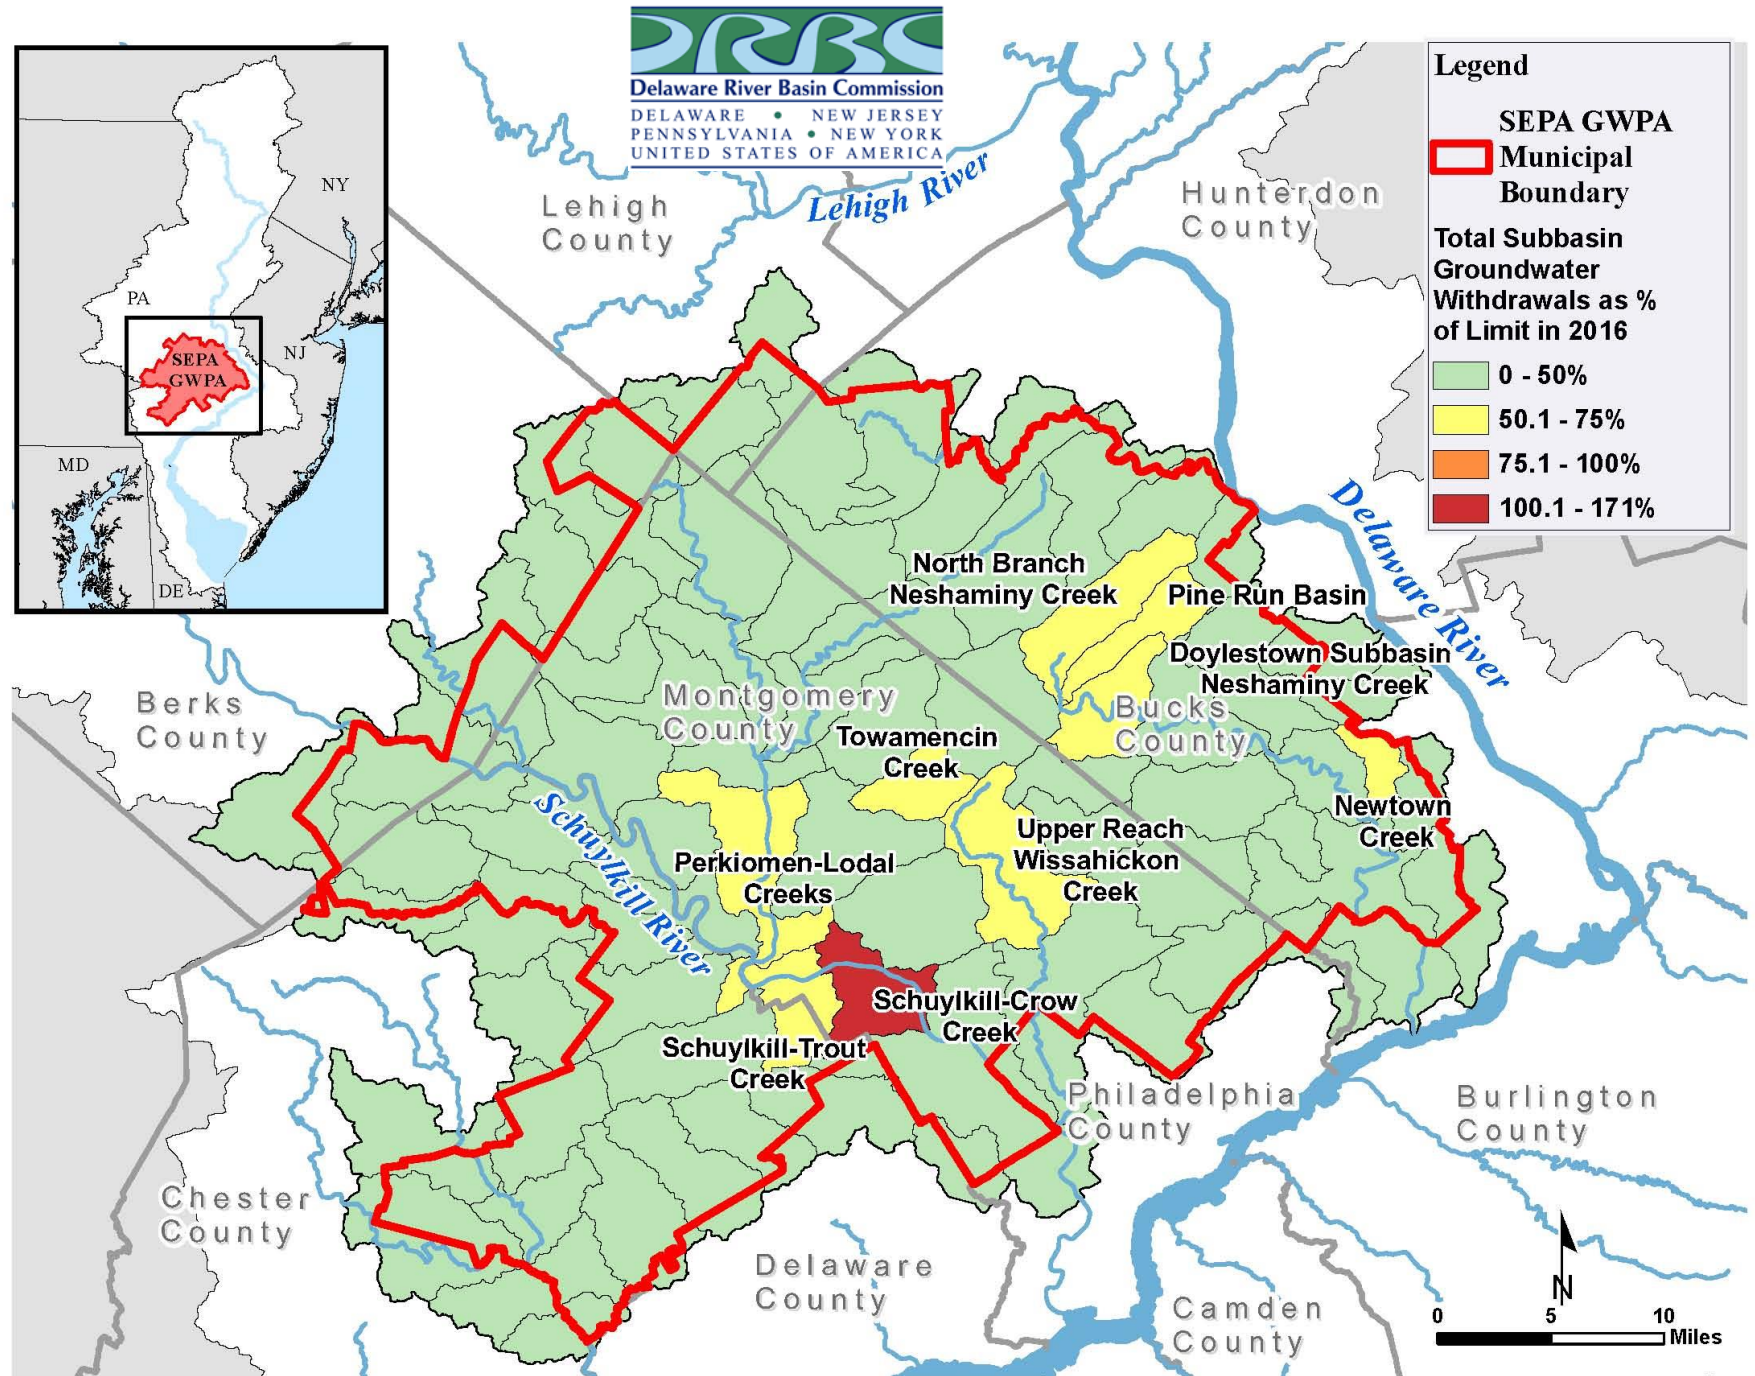 Delaware River Basin Commission
DELAWARE • NEW JERSEY
PENNSYLVANIA • NEW YORK
UNITED STATES OF AMERICA
NY
PA
NJ
SEPA
GWPA
MD
DE
Legend
SEPA GWPA
Municipal
Boundary
Total Subbasin
Groundwater
Withdrawals as %
of Limit in 2016
0 - 50%
50.1 - 75%
75.1 - 100%
100.1 - 171%
Lehigh
County
Lehigh River
Hunterdon
County
Delaware River
North Branch
Neshaminy Creek
Pine Run Basin
Doylestown Subbasin
Neshaminy Creek
Berks
County
Montgomery
County
Bucks
County
Towamencin
Creek
Newtown
Creek
Schuylkill River
Upper Reach
Wissahickon
Creek
Perkiomen-Lodal
Creeks
Schuylkill-Crow
Creek
Schuylkill-Trout
Creek
Philadelphia
County
Burlington
County
Chester
County
Delaware
County
Camden
County
N
0 5 10
Miles